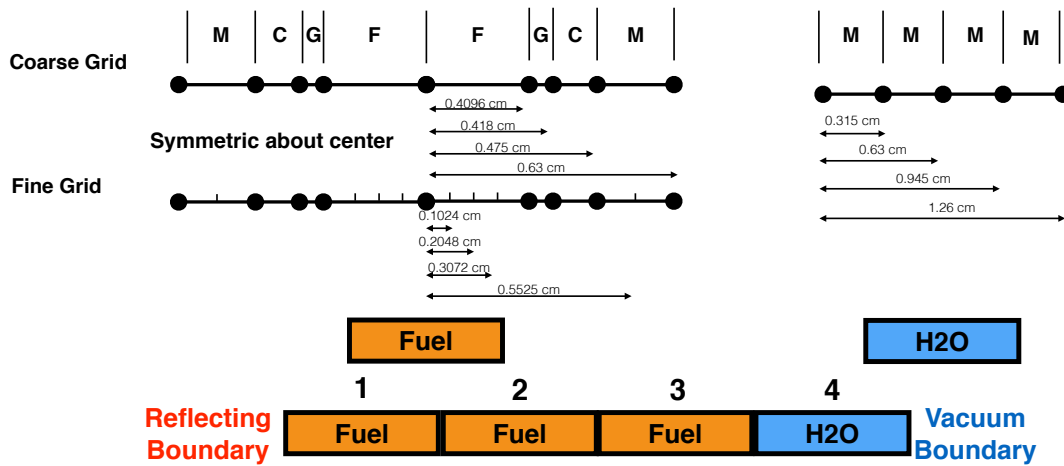 M C G F F G C M
M M M M
Coarse Grid
0.4096 cm
0.418 cm
0.475 cm
0.63 cm
0.315 cm
0.63 cm
0.945 cm
1.26 cm
Symmetric about center
Fine Grid
0.1024 cm
0.2048 cm
0.3072 cm
0.5525 cm
Fuel
H2O
1 2 3 4
Reflecting
Boundary
Fuel Fuel Fuel H2O
Vacuum
Boundary